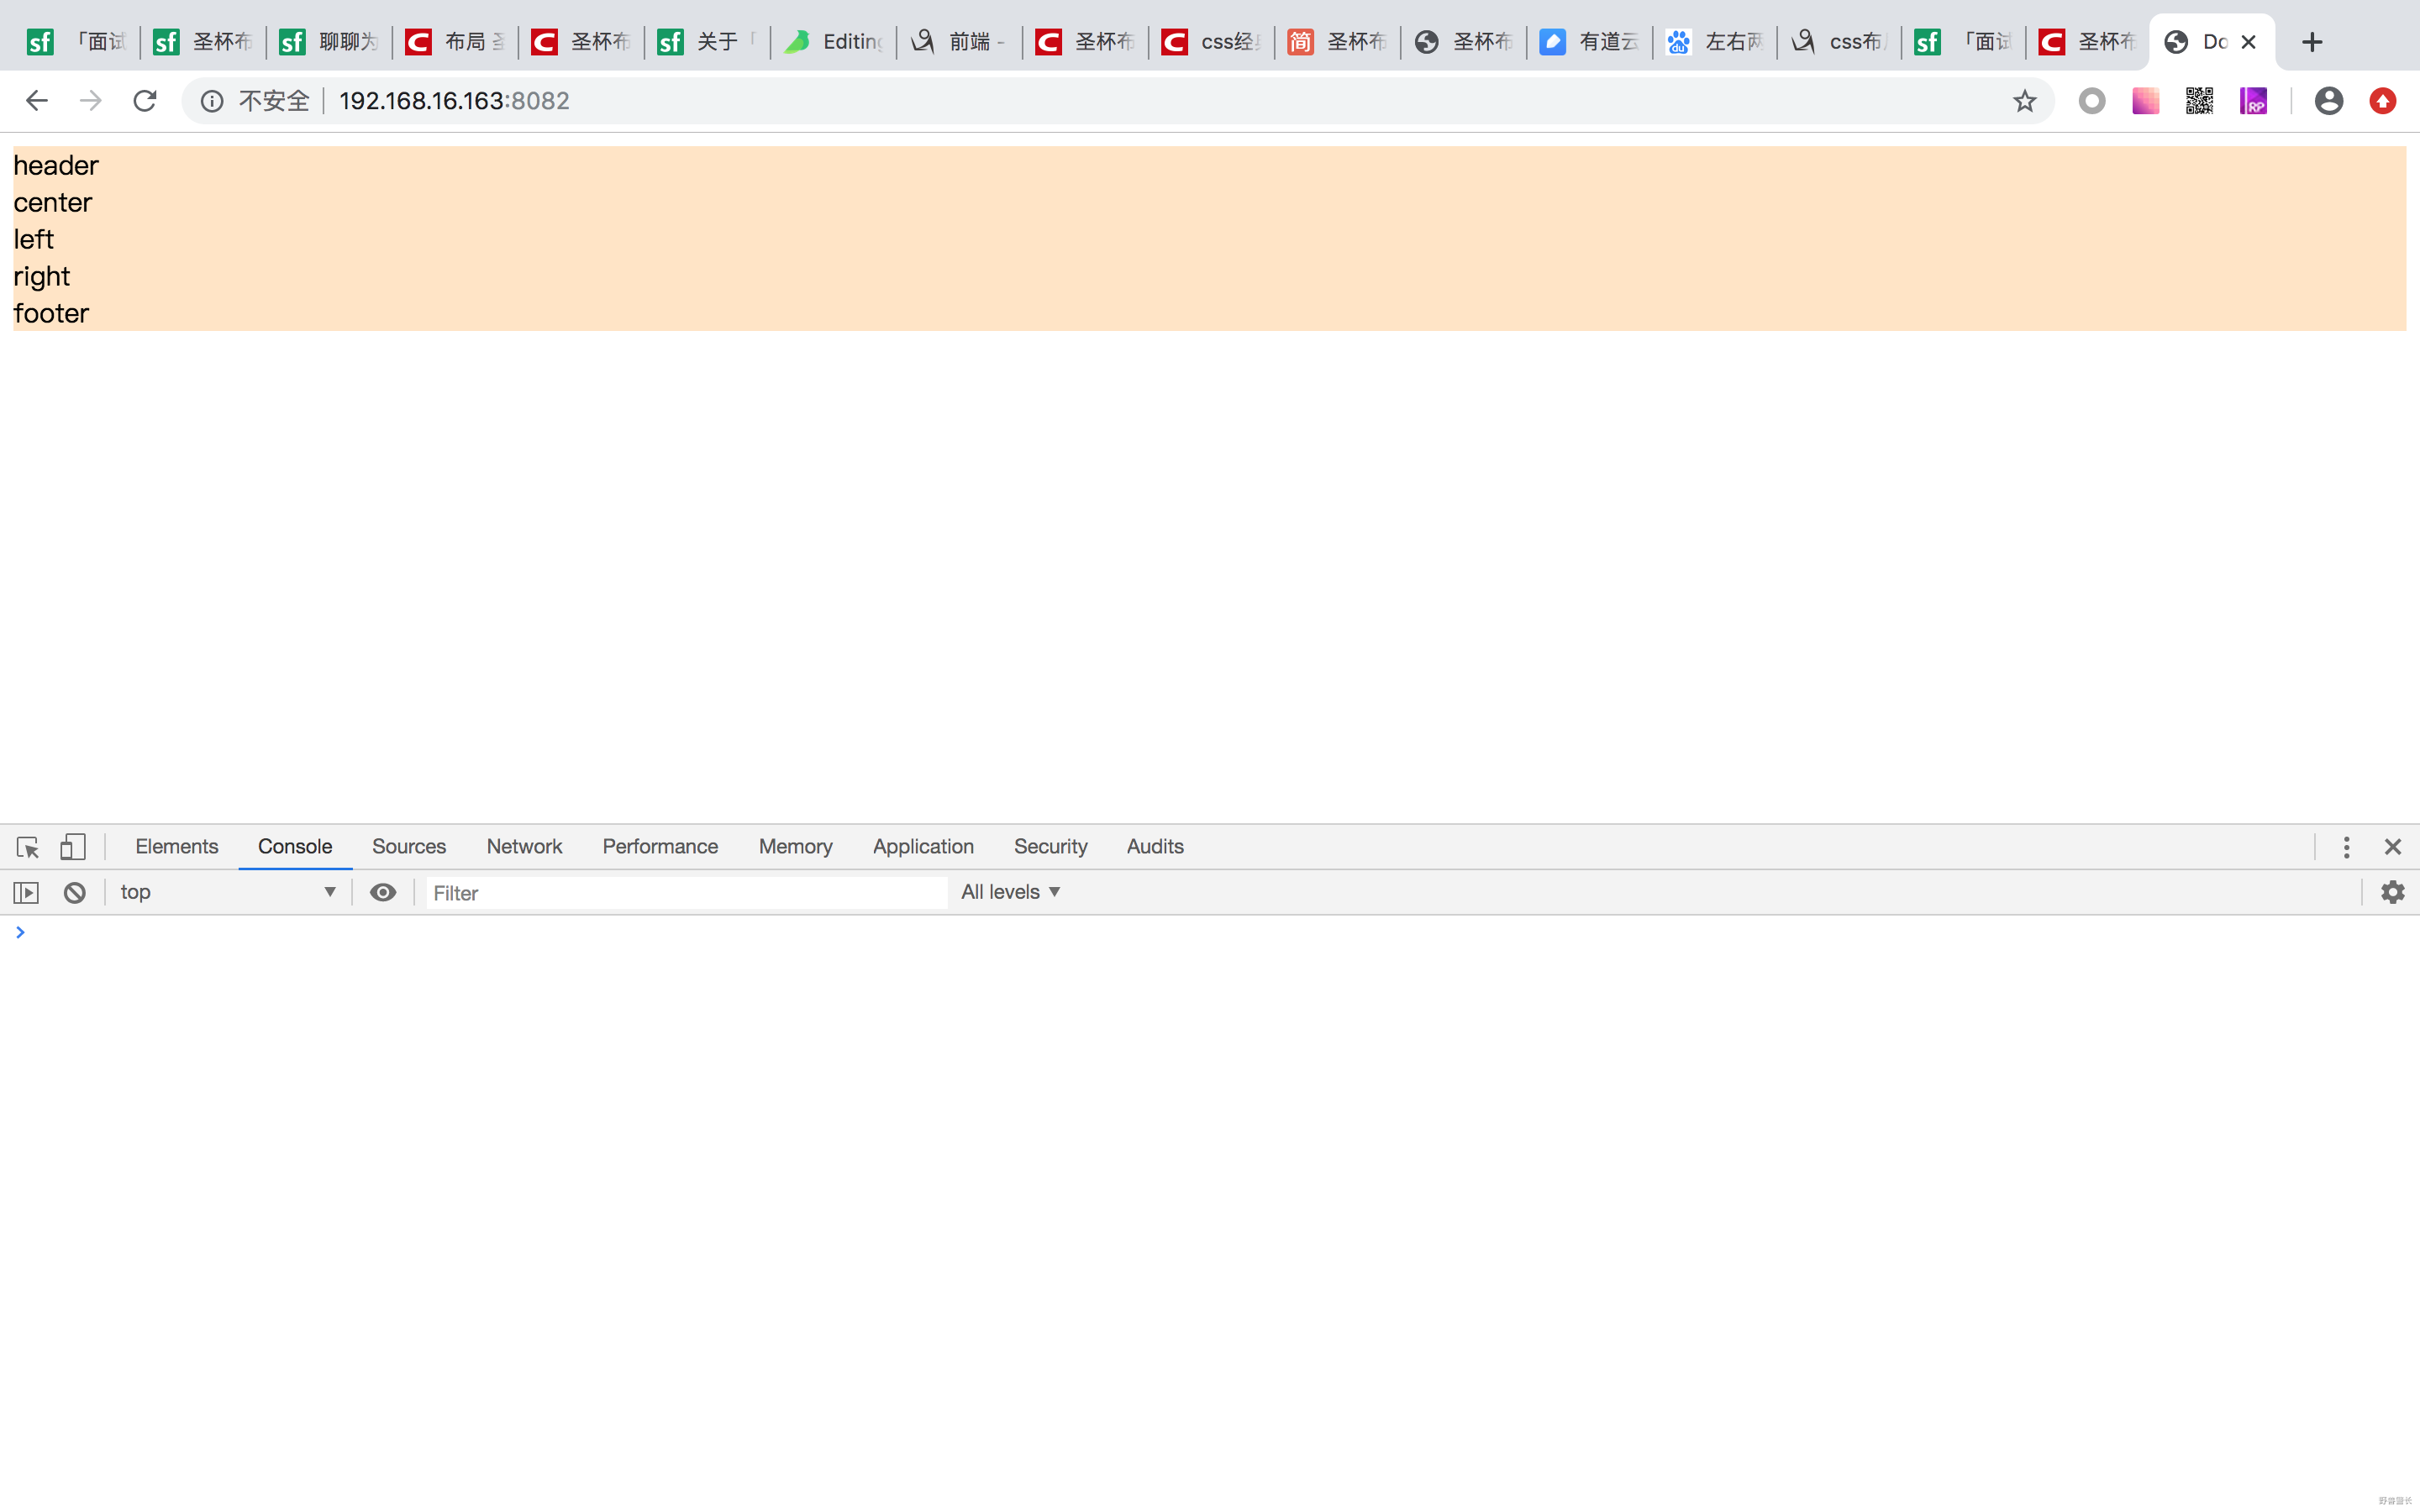 sf 「面试 sf 圣杯布 sf 聊聊为 C 布局 C 圣杯布 sf 关于「 Editing 前端 - C 圣杯布 C css经 简 圣杯布 圣杯布 有道云 du 左右两 css布 sf 「面试 C 圣杯布 Do
不安全 192.168.16.163:8082 RP
header
center
left
right
footer
Elements Console Sources Network Performance Memory Application Security Audits
top Filter All levels